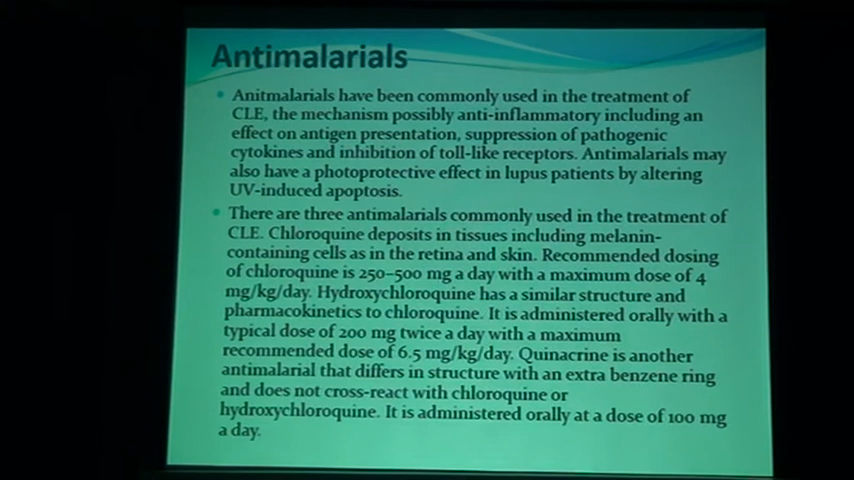 Antimalarials
Anitmalarials have been commonly used in the treatment of
CLE, the mechanism possibly anti-inflammatory including an
effect on antigen presentation, suppression of pathogenic
cytokines and inhibition of toll-like receptors. Antimalarials may
also have a photoprotective effect in lupus patients by altering
UV-induced apoptosis.
There are three antimalarials commonly used in the treatment of
CLE. Chloroquine deposits in tissues including melanin-
containing cells as in the retina and skin. Recommended dosing
of chloroquine is 250–500 mg a day with a maximum dose of 4
mg/kg/day. Hydroxychloroquine has a similar structure and
pharmacokinetics to chloroquine. It is administered orally with a
typical dose of 200 mg twice a day with a maximum
recommended dose of 6.5 mg/kg/day. Quinacrine is another
antimalarial that differs in structure with an extra benzene ring
and does not cross-react with chloroquine or
hydroxychloroquine. It is administered orally at a dose of 100 mg
a day.